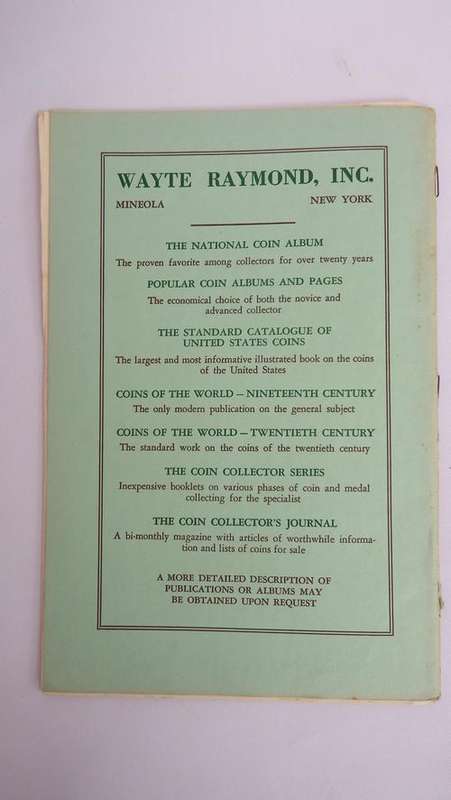 WAYTE RAYMOND, INC.
MINEOLA NEW YORK
THE NATIONAL COIN ALBUM
The proven favorite among collectors for over twenty years
POPULAR COIN ALBUMS AND PAGES
The economical choice of both the novice and
advanced collector
THE STANDARD CATALOGUE OF
UNITED STATES COINS
The largest and most informative illustrated book on the coins
of the United States
COINS OF THE WORLD — NINETEENTH CENTURY
The only modern publication on the general subject
COINS OF THE WORLD — TWENTIETH CENTURY
The standard work on the coins of the twentieth century
THE COIN COLLECTOR SERIES
Inexpensive booklets on various phases of coin and medal
collecting for the specialist
THE COIN COLLECTOR'S JOURNAL
A bi-monthly magazine with articles of worthwhile informa-
tion and lists of coins for sale
A MORE DETAILED DESCRIPTION OF
PUBLICATIONS OR ALBUMS MAY
BE OBTAINED UPON REQUEST